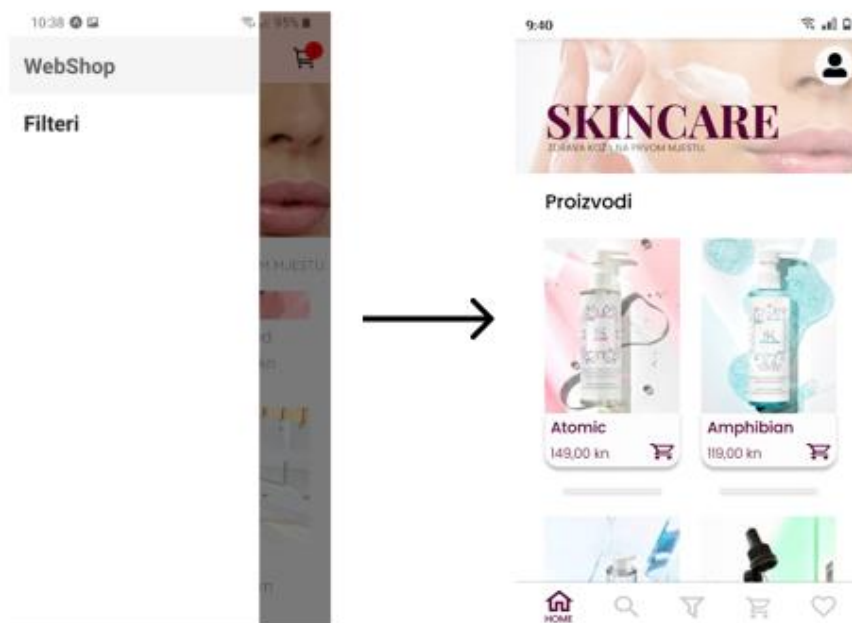 10:38
95%
WebShop
Filteri
M MJESTU
9:40
SKINCARE
ZDRAVA KOŽA NA PRVOM MJESTU.
Proizvodi
Atomic
149,00 kn
Amphibian
119,00 kn
HOME